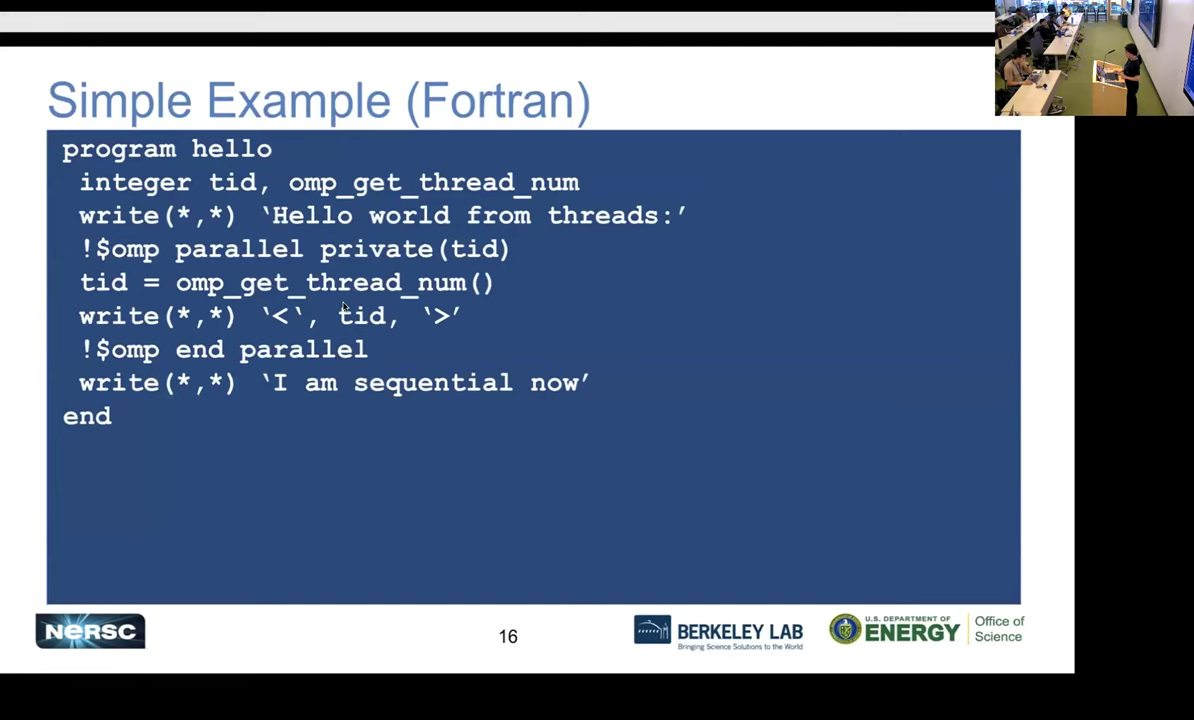 Simple Example (Fortran)
program hello
integer tid, omp_get_thread_num
write(*,*) ‘Hello world from threads:’
!$omp parallel private(tid)
tid = omp_get_thread_num()
write(*,*) ‘<‘, tid, ‘>’
!$omp end parallel
write(*,*) ‘I am sequential now’
end
NERSC
16
BERKELEY LAB
Bringing Science Solutions to the World
U.S. DEPARTMENT OF
ENERGY
Office of
Science